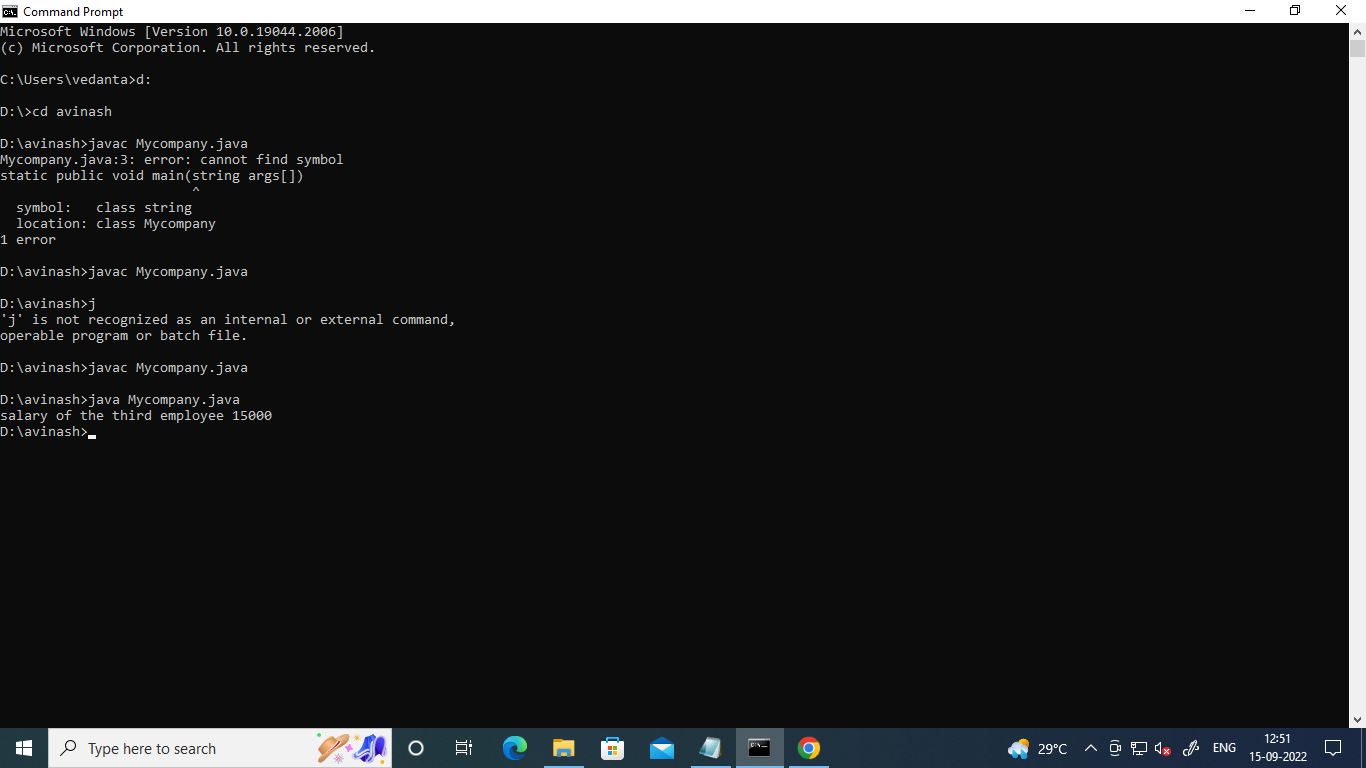 Command Prompt
Microsoft Windows [Version 10.0.19044.2006]
(c) Microsoft Corporation. All rights reserved.
C:\Users\vedanta>d:
D:\>cd avinash
D:\avinash>javac Mycompany.java
Mycompany.java:3: error: cannot find symbol
static public void main(string args[])
^
symbol:   class string
location: class Mycompany
1 error
D:\avinash>javac Mycompany.java
D:\avinash>j
'j' is not recognized as an internal or external command,
operable program or batch file.
D:\avinash>javac Mycompany.java
D:\avinash>java Mycompany.java
salary of the third employee 15000
D:\avinash>
Type here to search
29°C
ENG
12:51
15-09-2022